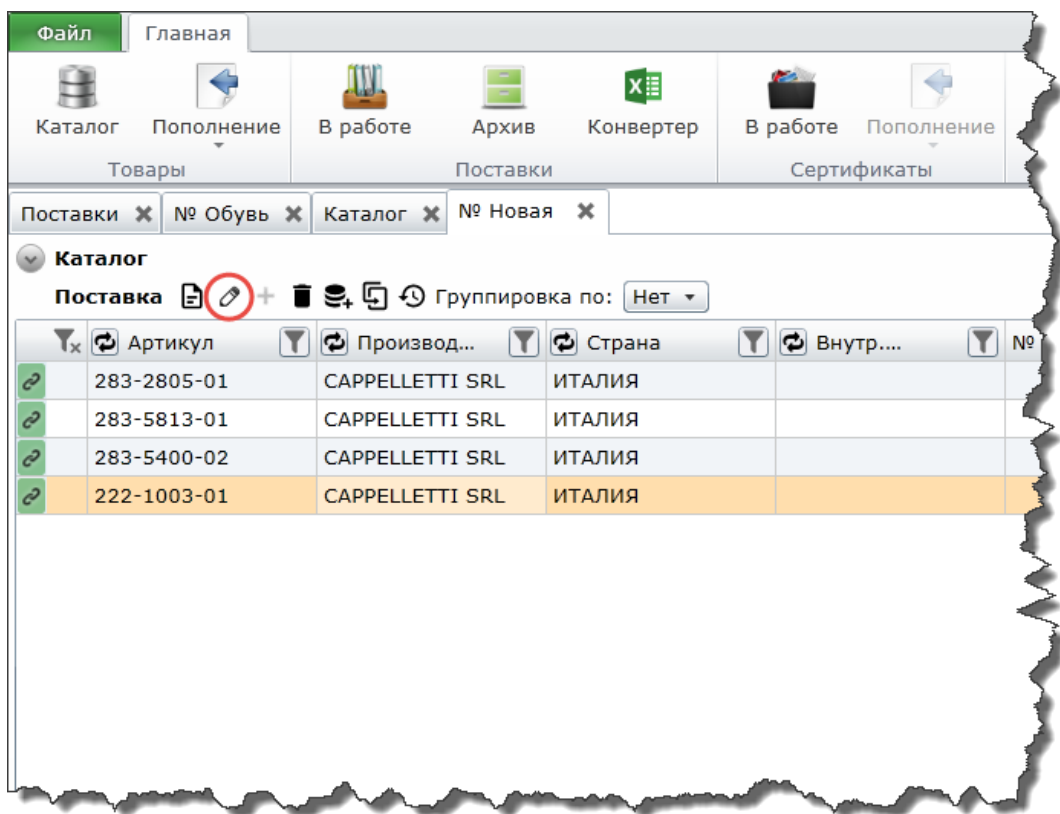 Файл Главная
Каталог Пополнение В работе Архив Конвертер В работе Пополнение
Товары Поставки Сертификаты
Поставки № Обувь Каталог № Новая
Каталог
Поставка Группировка по: Нет
Артикул Производ... Страна Внутр.... №
283-2805-01 CAPPELLETTI SRL ИТАЛИЯ
283-5813-01 CAPPELLETTI SRL ИТАЛИЯ
283-5400-02 CAPPELLETTI SRL ИТАЛИЯ
222-1003-01 CAPPELLETTI SRL ИТАЛИЯ